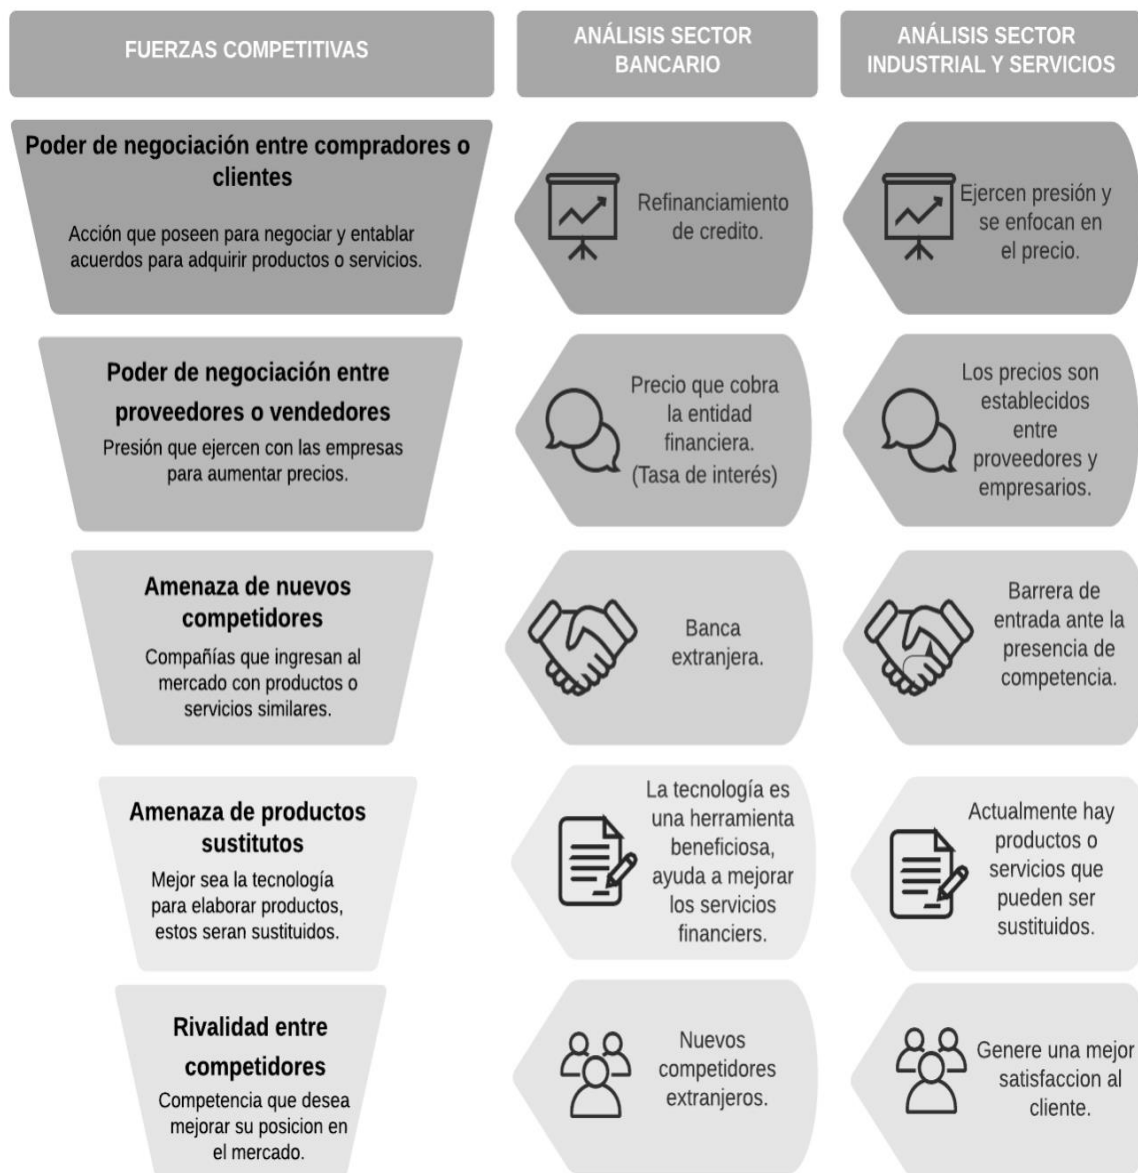 FUERZAS COMPETITIVAS
ANÁLISIS SECTOR
BANCARIO
ANÁLISIS SECTOR
INDUSTRIAL Y SERVICIOS
Poder de negociación entre compradores o
clientes
Acción que poseen para negociar y entablar
acuerdos para adquirir productos o servicios.
Refinanciamiento
de credito.
Ejercen presión y
se enfocan en
el precio.
Poder de negociación entre
proveedores o vendedores
Presión que ejercen con las empresas
para aumentar precios.
Precio que cobra
la entidad
financiera.
(Tasa de interés)
Los precios son
establecidos
entre
proveedores y
empresarios.
Amenaza de nuevos
competidores
Compañías que ingresan al
mercado con productos o
servicios similares.
Banca
extranjera.
Barrera de
entrada ante la
presencia de
competencia.
Amenaza de productos
sustitutos
Mejor sea la tecnología
para elaborar productos,
estos seran sustituidos.
La tecnología es
una herramienta
beneficiosa,
ayuda a mejorar
los servicios
financiers.
Actualmente hay
productos o
servicios que
pueden ser
sustituidos.
Rivalidad entre
competidores
Competencia que desea
mejorar su posicion en
el mercado.
Nuevos
competidores
extranjeros.
Genere una mejor
satisfaccion al
cliente.